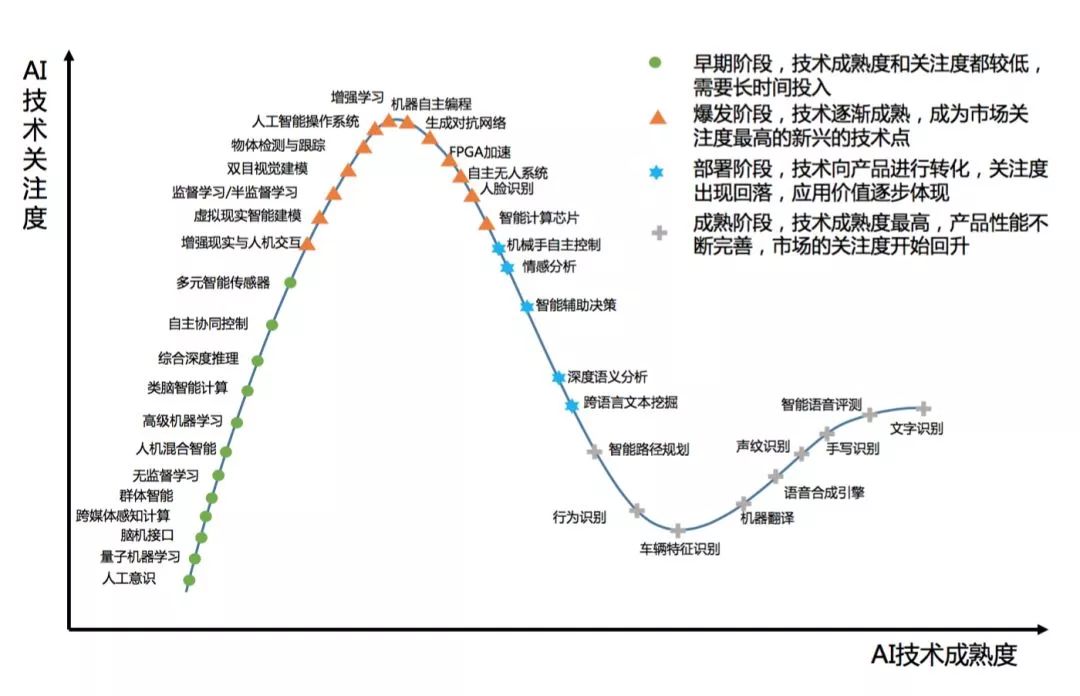 AI技术关注度
早期阶段，技术成熟度和关注度都较低，
需要长时间投入
爆发阶段，技术逐渐成熟，成为市场关
注度最高的新兴的技术点
部署阶段，技术向产品进行转化，关注度
出现回落，应用价值逐步体现
成熟阶段，技术成熟度最高，产品性能不
断完善，市场的关注度开始回升
增强学习
机器自主编程
人工智能操作系统
生成对抗网络
物体检测与跟踪
FPGA加速
双目视觉建模
自主无人系统
监督学习/半监督学习
人脸识别
虚拟现实智能建模
智能计算芯片
增强现实与人机交互
机械手自主控制
情感分析
多元智能传感器
智能辅助决策
自主协同控制
综合深度推理
类脑智能计算
深度语义分析
跨语言文本挖掘
智能语音评测
高级机器学习
文字识别
人机混合智能
智能路径规划
声纹识别
手写识别
无监督学习
群体智能
语音合成引擎
跨媒体感知计算
行为识别
机器翻译
脑机接口
车辆特征识别
量子机器学习
人工意识
AI技术成熟度